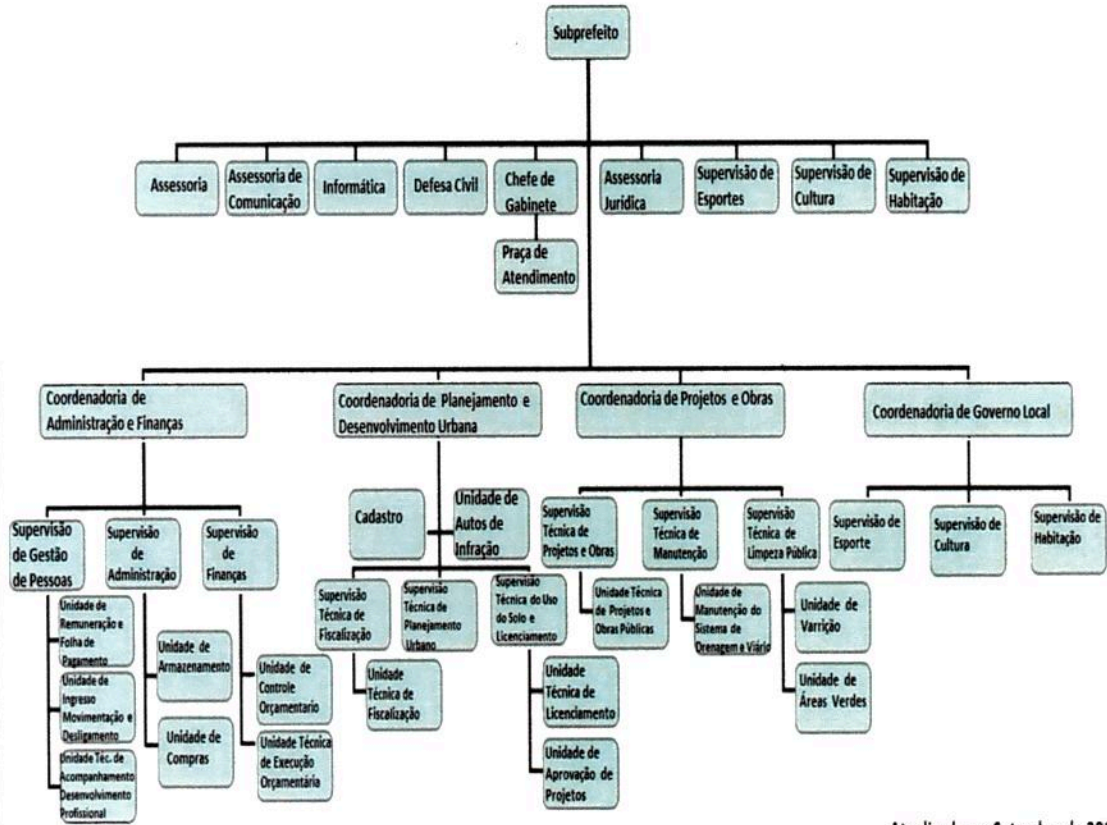 Subprefeito
Assessoria
Assessoria de
Comunicação
Informática
Defesa Civil
Chefe de
Gabinete
Assessoria
Jurídica
Supervisão de
Esportes
Supervisão de
Cultura
Supervisão de
Habitação
Praça de
Atendimento
Coordenadoria de
Administração e Finanças
Coordenadoria de Planejamento e
Desenvolvimento Urbana
Coordenadoria de Projetos e Obras
Coordenadoria de Governo Local
Supervisão
de Gestão
de Pessoas
Supervisão
de
Administração
Supervisão
de
Finanças
Cadastro
Unidade de
Autos de
Infração
Supervisão
Técnica de
Projetos e Obras
Supervisão
Técnica de
Manutenção
Supervisão
Técnica de
Limpeza Pública
Supervisão de
Esporte
Supervisão de
Cultura
Supervisão de
Habitação
Unidade de
Remuneração e
Folha de
Pagamento
Unidade de
Ingresso
Movimentação e
Desligamento
Unidade Téc. de
Acompanhamento
Desenvolvimento
Profissional
Unidade de
Armazenamento
Unidade de
Compras
Unidade de
Controle
Orçamentario
Unidade Técnica
de Execução
Orçamentária
Supervisão
Técnica de
Fiscalização
Supervisão
Técnica de
Planejamento
Urbano
Supervisão
Técnica do Uso
do Solo e
Licenciamento
Unidade
Técnica de
Fiscalização
Unidade
Técnica de
Licenciamento
Unidade de
Aprovação de
Projetos
Unidade Técnica
de Projetos e
Obras Públicas
Unidade de
Manutenção do
Sistema de
Drenagem e Viário
Unidade de
Varrição
Unidade de
Áreas Verdes